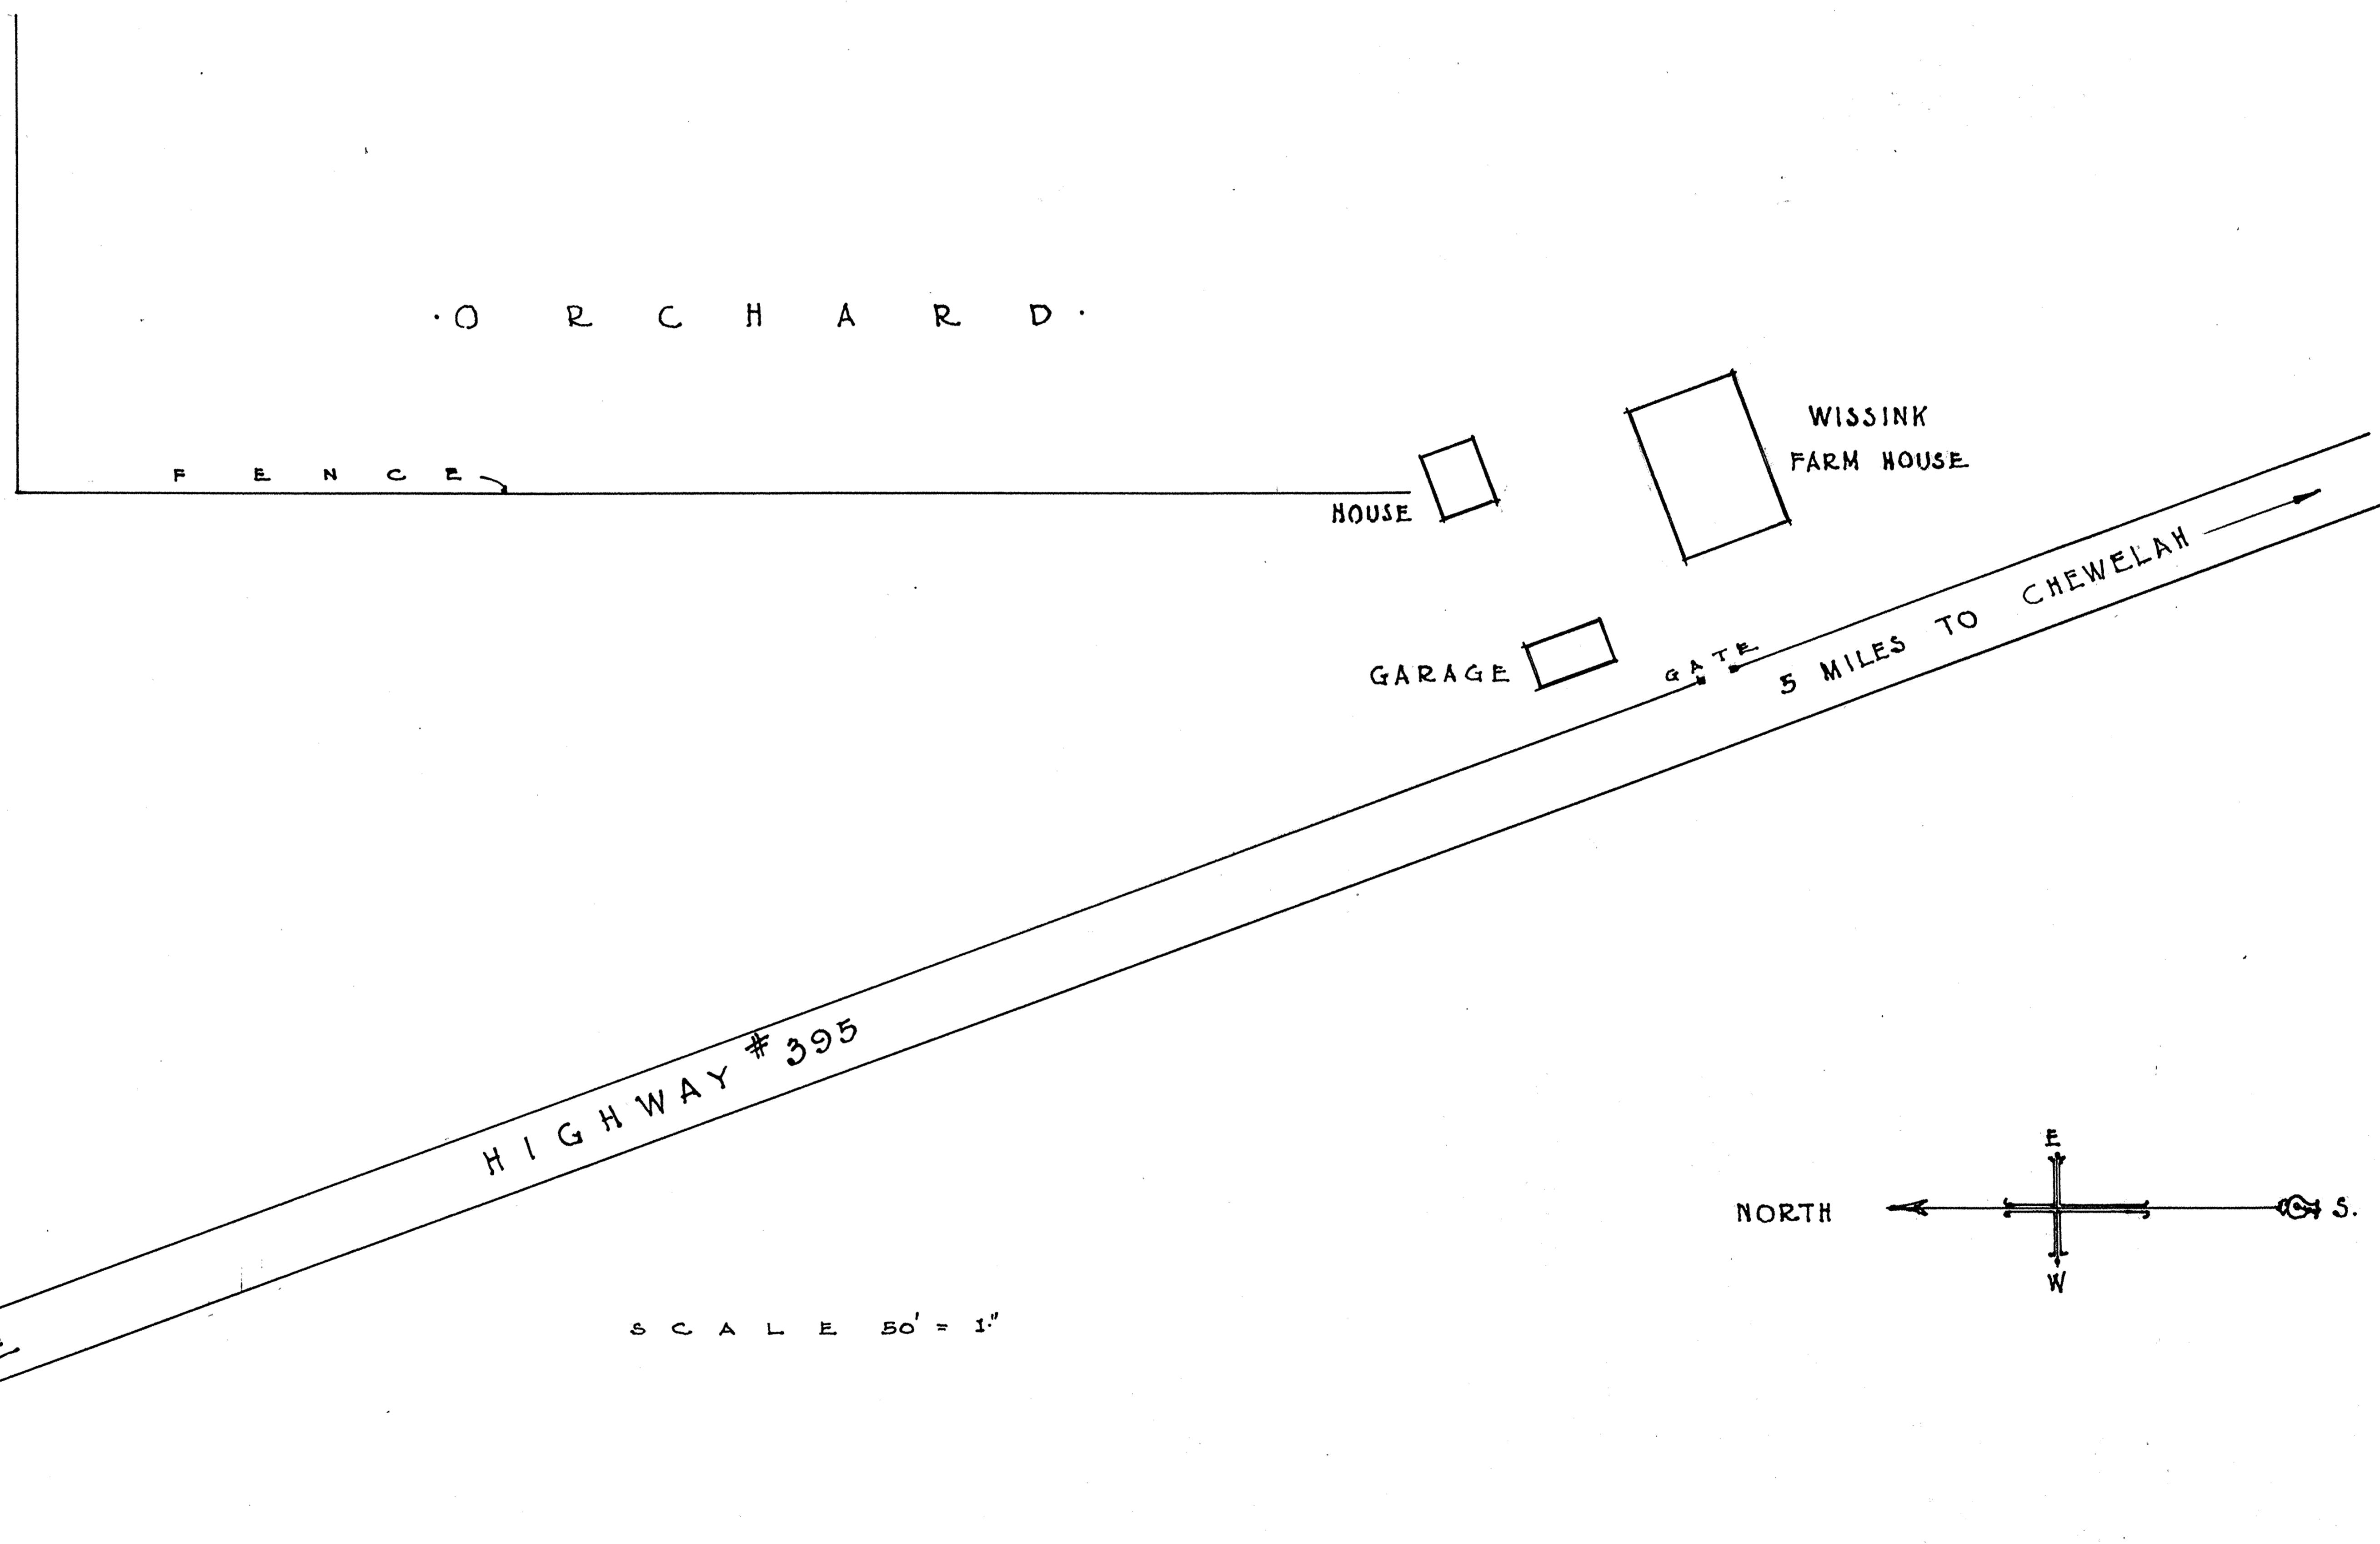 ·ORCHARD·
WISSINK
FARM HOUSE
FENCE
HOUSE
GARAGE
GATE
5 MILES TO CHEWELAH
HIGHWAY #395
E
NORTH
S.
W
SCALE 50' = 1."